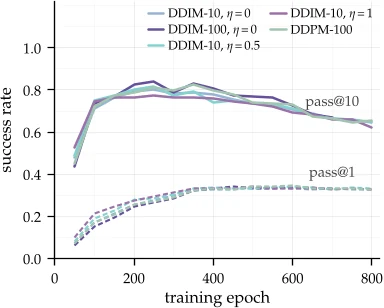 DDIM-10, η = 0
DDIM-10, η = 1
DDIM-100, η = 0
DDPM-100
DDIM-10, η = 0.5
1.0
0.8
0.6
0.4
0.2
0.0
success rate
pass@10
pass@1
0
200
400
600
800
training epoch